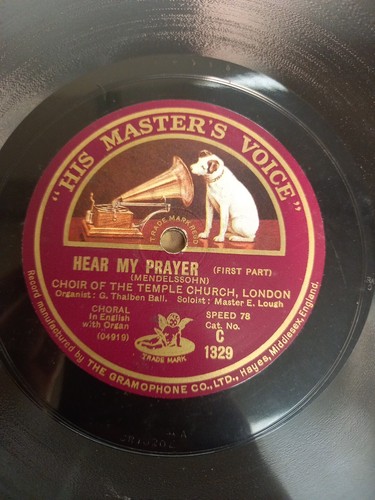 "HIS MASTER'S VOICE"
TRADEMARKREG
HEAR MY PRAYER (FIRST PART)
(MENDELSSOHN)
CHOIR OF THE TEMPLE CHURCH, LONDON
Organist: G. Thalben Ball. Soloist: Master E. Lough
CHORAL
In English
with Organ
(04919)
TRADE MARK
SPEED 78
Cat. No.
C
1329
Record manufactured by THE GRAMOPHONE CO., LTD., Hayes, Middlesex, England.